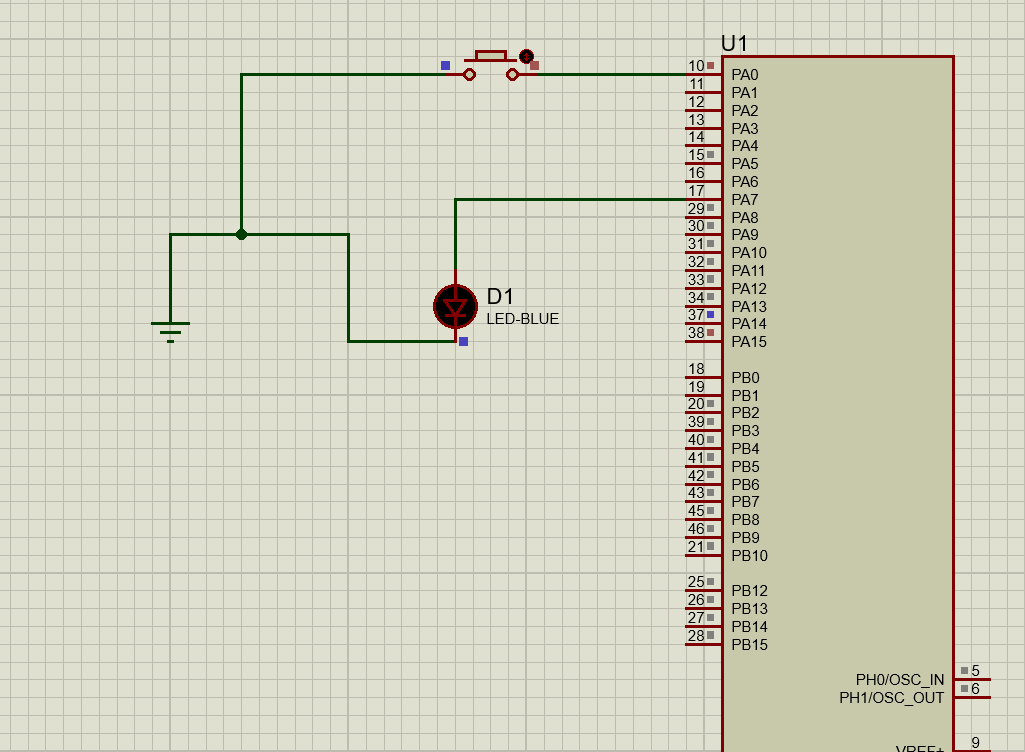 U1
10 PA0
11 PA1
12 PA2
13 PA3
14 PA4
15 PA5
16 PA6
17 PA7
29 PA8
30 PA9
31 PA10
32 PA11
33 PA12
34 PA13
37 PA14
38 PA15
D1
LED-BLUE
18 PB0
19 PB1
20 PB2
39 PB3
40 PB4
41 PB5
42 PB6
43 PB7
45 PB8
46 PB9
21 PB10
25 PB12
26 PB13
27 PB14
28 PB15
PH0/OSC_IN 5
PH1/OSC_OUT 6
VREF+ 9